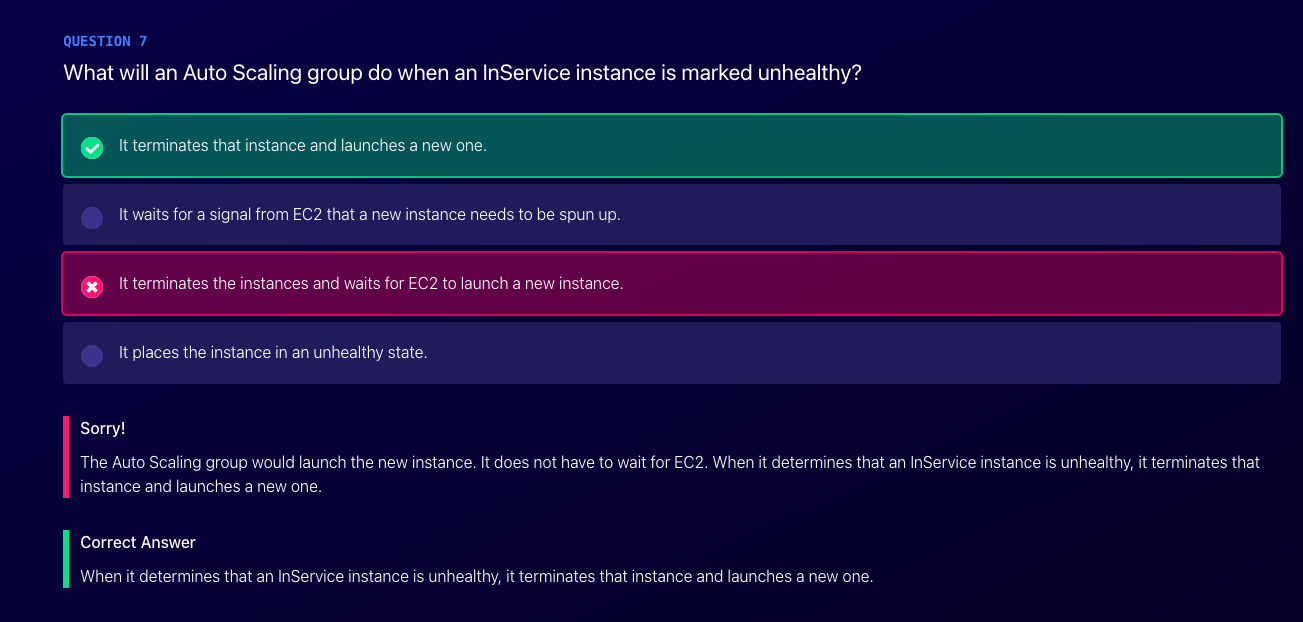 QUESTION 7
What will an Auto Scaling group do when an InService instance is marked unhealthy?
It terminates that instance and launches a new one.
It waits for a signal from EC2 that a new instance needs to be spun up.
It terminates the instances and waits for EC2 to launch a new instance.
It places the instance in an unhealthy state.
Sorry!
The Auto Scaling group would launch the new instance. It does not have to wait for EC2. When it determines that an InService instance is unhealthy, it terminates that
instance and launches a new one.
Correct Answer
When it determines that an InService instance is unhealthy, it terminates that instance and launches a new one.